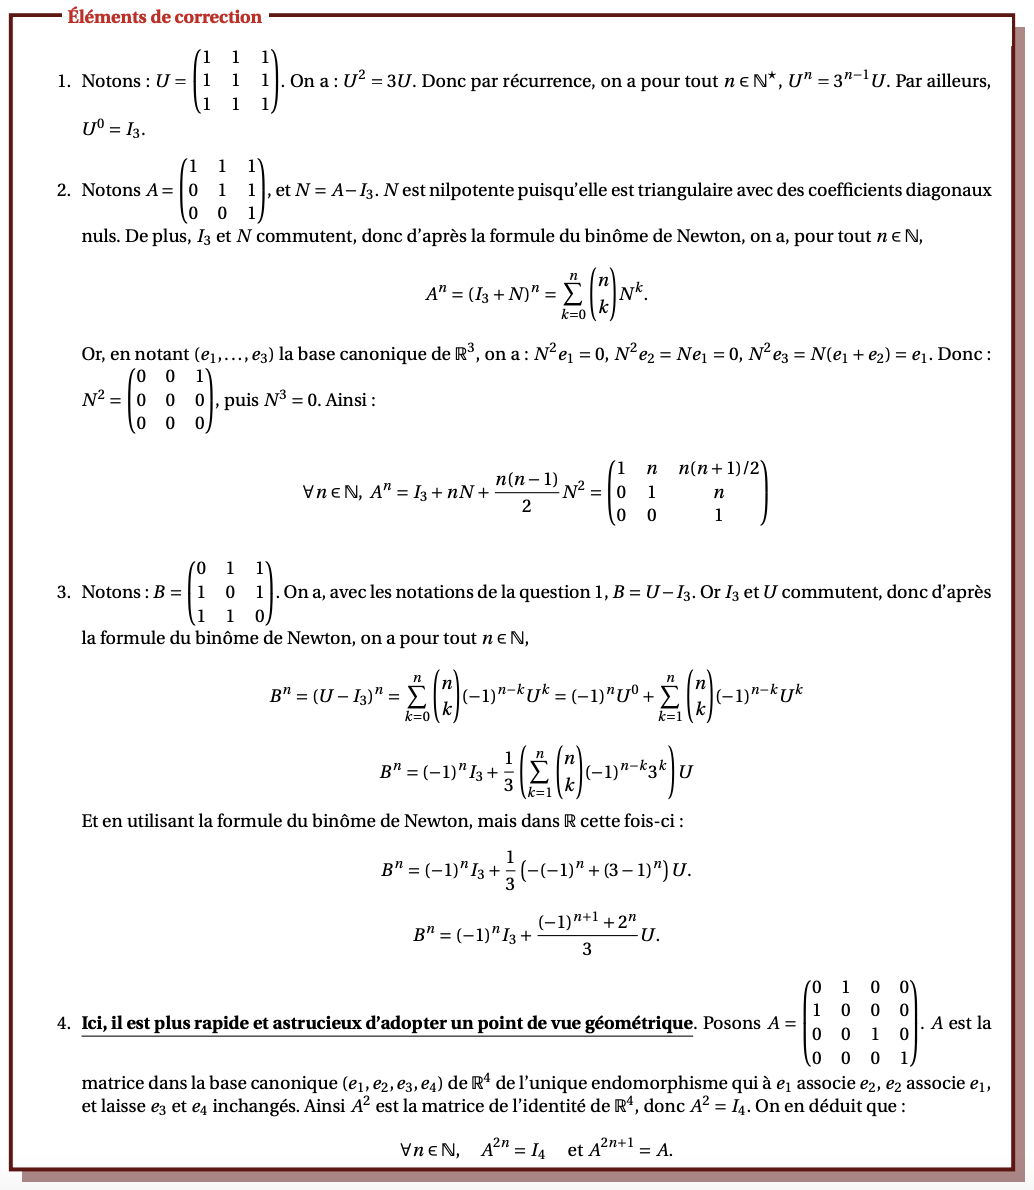 Éléments de correction
1. Notons : $U = \begin{pmatrix} 1 & 1 & 1 \\ 1 & 1 & 1 \\ 1 & 1 & 1 \end{pmatrix}$. On a : $U^2 = 3U$. Donc par récurrence, on a pour tout $n \in \mathbb{N}^\star$, $U^n = 3^{n-1}U$. Par ailleurs,
$U^0 = I_3$.
2. Notons $A = \begin{pmatrix} 1 & 1 & 1 \\ 0 & 1 & 1 \\ 0 & 0 & 1 \end{pmatrix}$, et $N = A - I_3$. $N$ est nilpotente puisqu'elle est triangulaire avec des coefficients diagonaux
nuls. De plus, $I_3$ et $N$ commutent, donc d'après la formule du binôme de Newton, on a, pour tout $n \in \mathbb{N}$,
$A^n = (I_3 + N)^n = \sum_{k=0}^{n} \binom{n}{k} N^k.$
Or, en notant $(e_1, \ldots, e_3)$ la base canonique de $\mathbb{R}^3$, on a : $N^2 e_1 = 0$, $N^2 e_2 = Ne_1 = 0$, $N^2 e_3 = N(e_1 + e_2) = e_1$. Donc :
$N^2 = \begin{pmatrix} 0 & 0 & 1 \\ 0 & 0 & 0 \\ 0 & 0 & 0 \end{pmatrix}$, puis $N^3 = 0$. Ainsi :
$\forall n \in \mathbb{N},\ A^n = I_3 + nN + \frac{n(n-1)}{2} N^2 = \begin{pmatrix} 1 & n & n(n+1)/2 \\ 0 & 1 & n \\ 0 & 0 & 1 \end{pmatrix}$
3. Notons : $B = \begin{pmatrix} 0 & 1 & 1 \\ 1 & 0 & 1 \\ 1 & 1 & 0 \end{pmatrix}$. On a, avec les notations de la question 1, $B = U - I_3$. Or $I_3$ et $U$ commutent, donc d'après
la formule du binôme de Newton, on a pour tout $n \in \mathbb{N}$,
$B^n = (U - I_3)^n = \sum_{k=0}^{n} \binom{n}{k} (-1)^{n-k} U^k = (-1)^n U^0 + \sum_{k=1}^{n} \binom{n}{k} (-1)^{n-k} U^k$
$B^n = (-1)^n I_3 + \frac{1}{3} \left( \sum_{k=1}^{n} \binom{n}{k} (-1)^{n-k} 3^k \right) U$
Et en utilisant la formule du binôme de Newton, mais dans $\mathbb{R}$ cette fois-ci :
$B^n = (-1)^n I_3 + \frac{1}{3} \left( -(-1)^n + (3-1)^n \right) U.$
$B^n = (-1)^n I_3 + \frac{(-1)^{n+1} + 2^n}{3} U.$
4. Ici, il est plus rapide et astrucieux d'adopter un point de vue géométrique. Posons $A = \begin{pmatrix} 0 & 1 & 0 & 0 \\ 1 & 0 & 0 & 0 \\ 0 & 0 & 1 & 0 \\ 0 & 0 & 0 & 1 \end{pmatrix}$. $A$ est la
matrice dans la base canonique $(e_1, e_2, e_3, e_4)$ de $\mathbb{R}^4$ de l'unique endomorphisme qui à $e_1$ associe $e_2$, $e_2$ associe $e_1$,
et laisse $e_3$ et $e_4$ inchangés. Ainsi $A^2$ est la matrice de l'identité de $\mathbb{R}^4$, donc $A^2 = I_4$. On en déduit que :
$\forall n \in \mathbb{N}, \quad A^{2n} = I_4 \quad \text{et } A^{2n+1} = A.$